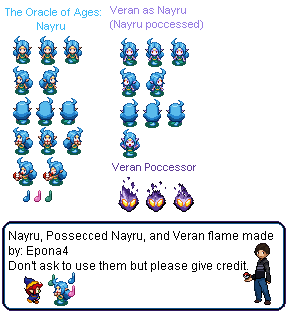 The Oracle of Ages:
Nayru
Veran as Nayru
(Nayru poccessed)
Veran Poccessor
Nayru, Possecced Nayru, and Veran flame made
by: Epona4
Don't ask to use them but please give credit.